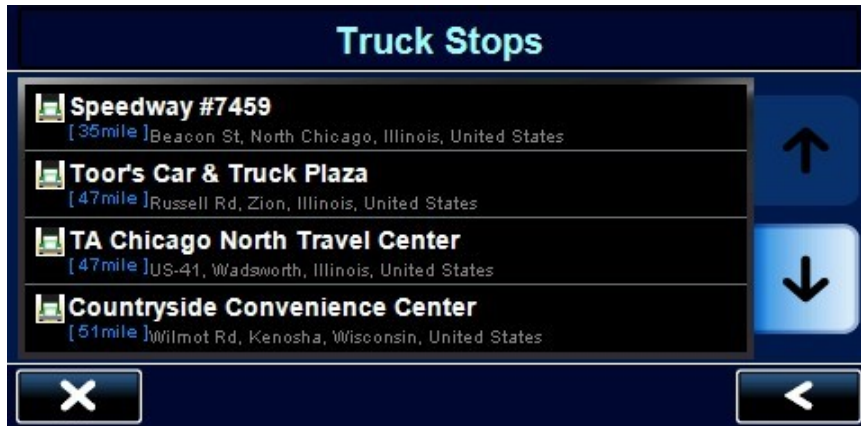 Truck Stops
Speedway #7459
[ 35mile ]Beacon St, North Chicago, Illinois, United States
Toor's Car & Truck Plaza
[ 47mile ]Russell Rd, Zion, Illinois, United States
TA Chicago North Travel Center
[ 47mile ]US-41, Wadsworth, Illinois, United States
Countryside Convenience Center
[ 51mile ]Wilmot Rd, Kenosha, Wisconsin, United States